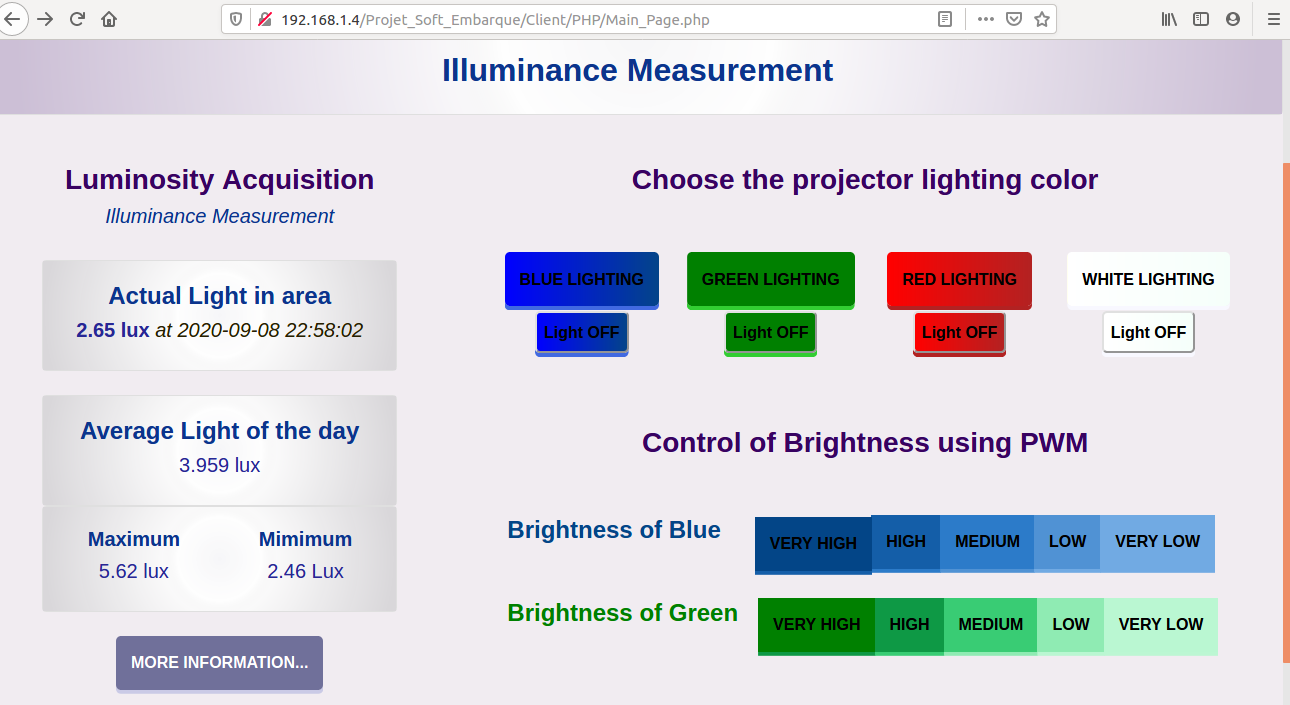 192.168.1.4/Projet_Soft_Embarque/Client/PHP/Main_Page.php
Illuminance Measurement
Luminosity Acquisition
Illuminance Measurement
Actual Light in area
2.65 lux at 2020-09-08 22:58:02
Average Light of the day
3.959 lux
Maximum Mimimum
5.62 lux 2.46 Lux
MORE INFORMATION...
Choose the projector lighting color
BLUE LIGHTING GREEN LIGHTING RED LIGHTING WHITE LIGHTING
Light OFF Light OFF Light OFF Light OFF
Control of Brightness using PWM
Brightness of Blue VERY HIGH HIGH MEDIUM LOW VERY LOW
Brightness of Green VERY HIGH HIGH MEDIUM LOW VERY LOW